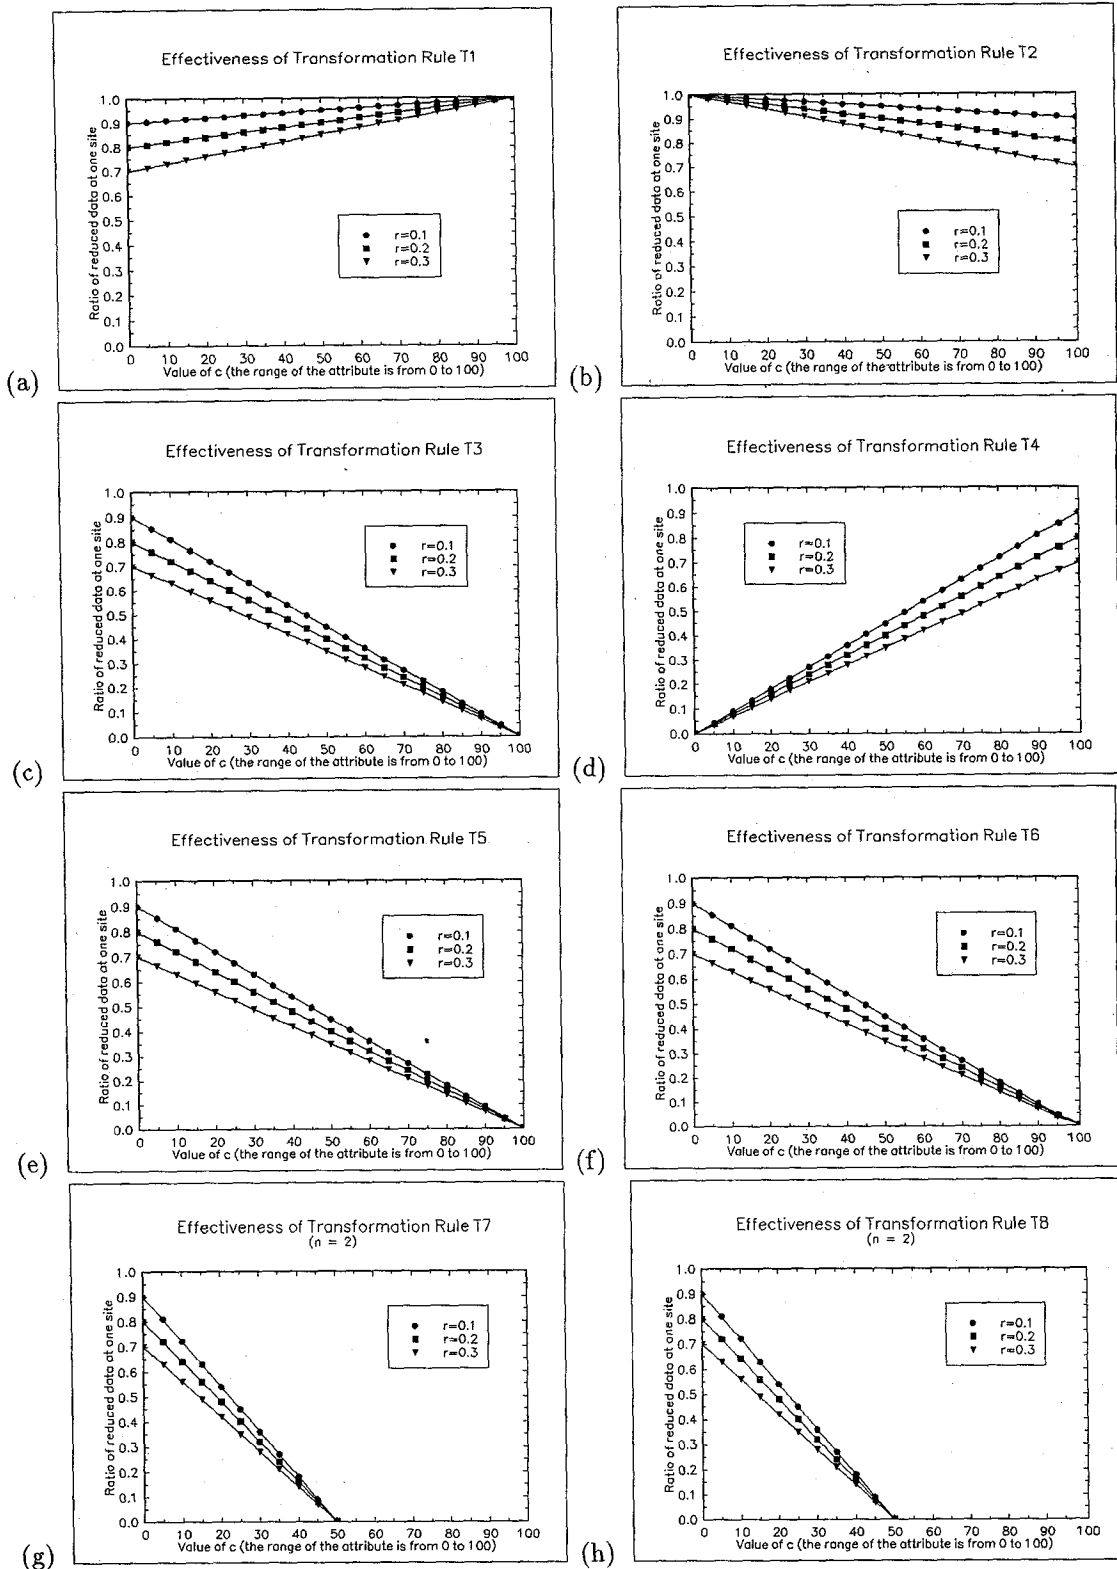 Effectiveness of Transformation Rule T1
Ratio of reduced data at one site
1.0
0.9
0.8
0.7
0.6
0.5
0.4
0.3
0.2
0.1
0.0
r=0.1
r=0.2
r=0.3
0 10 20 30 40 50 60 70 80 90 100
Value of c (the range of the attribute is from 0 to 100)
(a)
Effectiveness of Transformation Rule T2
Ratio of reduced data at one site
1.0
0.9
0.8
0.7
0.6
0.5
0.4
0.3
0.2
0.1
0.0
r=0.1
r=0.2
r=0.3
0 10 20 30 40 50 60 70 80 90 100
Value of c (the range of the attribute is from 0 to 100)
(b)
Effectiveness of Transformation Rule T3
Ratio of reduced data at one site
1.0
0.9
0.8
0.7
0.6
0.5
0.4
0.3
0.2
0.1
0.0
r=0.1
r=0.2
r=0.3
0 10 20 30 40 50 60 70 80 90 100
Value of c (the range of the attribute is from 0 to 100)
(c)
Effectiveness of Transformation Rule T4
Ratio of reduced data at one site
1.0
0.9
0.8
0.7
0.6
0.5
0.4
0.3
0.2
0.1
0.0
r=0.1
r=0.2
r=0.3
0 10 20 30 40 50 60 70 80 90 100
Value of c (the range of the attribute is from 0 to 100)
(d)
Effectiveness of Transformation Rule T5
Ratio of reduced data at one site
1.0
0.9
0.8
0.7
0.6
0.5
0.4
0.3
0.2
0.1
0.0
r=0.1
r=0.2
r=0.3
0 10 20 30 40 50 60 70 80 90 100
Value of c (the range of the attribute is from 0 to 100)
(e)
Effectiveness of Transformation Rule T6
Ratio of reduced data at one site
1.0
0.9
0.8
0.7
0.6
0.5
0.4
0.3
0.2
0.1
0.0
r=0.1
r=0.2
r=0.3
0 10 20 30 40 50 60 70 80 90 100
Value of c (the range of the attribute is from 0 to 100)
(f)
Effectiveness of Transformation Rule T7
(n = 2)
Ratio of reduced data at one site
1.0
0.9
0.8
0.7
0.6
0.5
0.4
0.3
0.2
0.1
0.0
r=0.1
r=0.2
r=0.3
0 10 20 30 40 50 60 70 80 90 100
Value of c (the range of the attribute is from 0 to 100)
(g)
Effectiveness of Transformation Rule T8
(n = 2)
Ratio of reduced data at one site
1.0
0.9
0.8
0.7
0.6
0.5
0.4
0.3
0.2
0.1
0.0
r=0.1
r=0.2
r=0.3
0 10 20 30 40 50 60 70 80 90 100
Value of c (the range of the attribute is from 0 to 100)
(h)